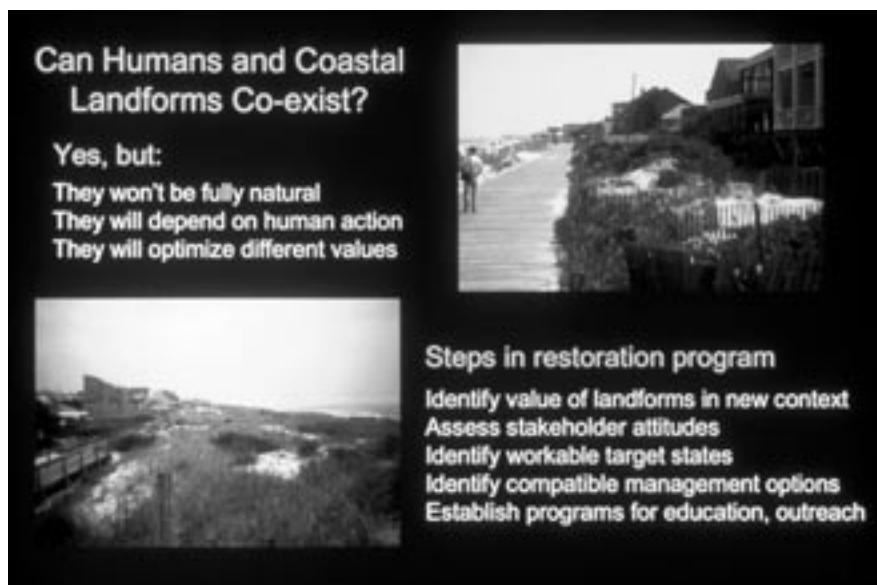 Can Humans and Coastal
Landforms Co-exist?
Yes, but:
They won't be fully natural
They will depend on human action
They will optimize different values
Steps in restoration program
Identify value of landforms in new context
Assess stakeholder attitudes
Identify workable target states
Identify compatible management options
Establish programs for education, outreach